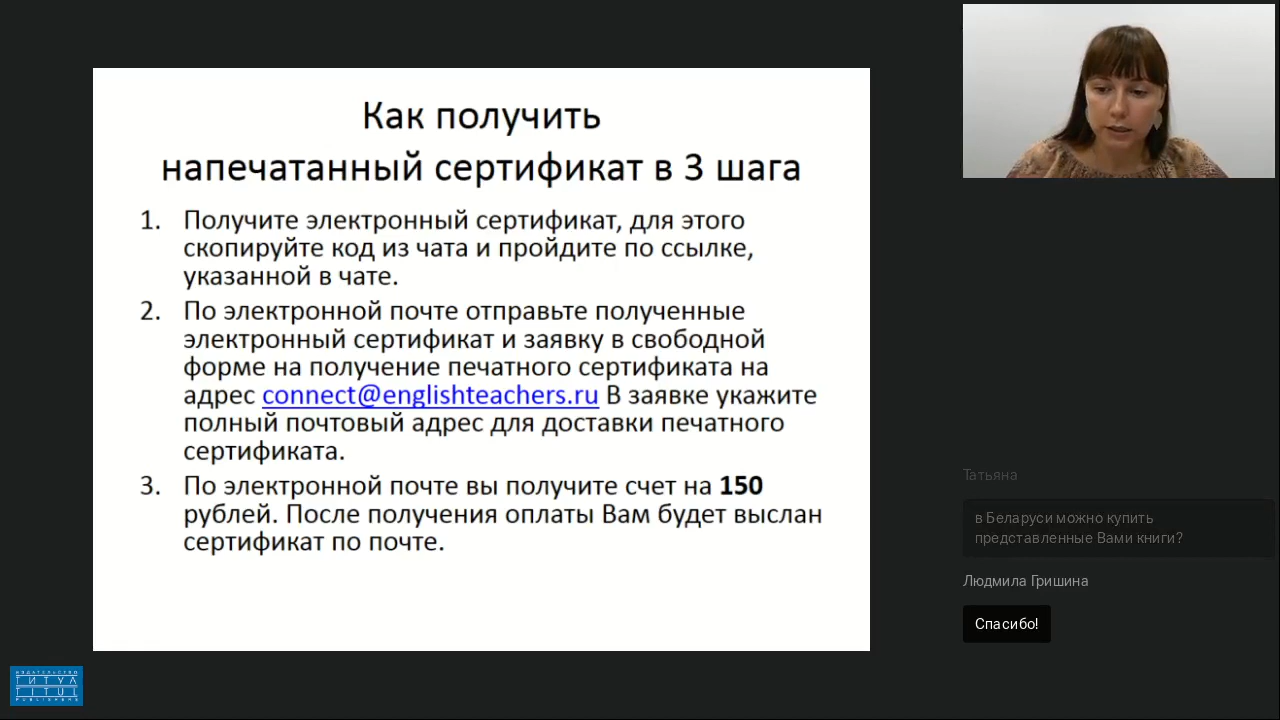 Как получить
напечатанный сертификат в 3 шага
1. Получите электронный сертификат, для этого
скопируйте код из чата и пройдите по ссылке,
указанной в чате.
2. По электронной почте отправьте полученные
электронный сертификат и заявку в свободной
форме на получение печатного сертификата на
адрес connect@englishteachers.ru В заявке укажите
полный почтовый адрес для доставки печатного
сертификата.
3. По электронной почте вы получите счет на 150
рублей. После получения оплаты Вам будет выслан
сертификат по почте.
Татьяна
в Беларуси можно купить
представленные Вами книги?
Людмила Гришина
Спасибо!
ИЗДАТЕЛЬСТВО
ТИТУЛ
TITUL
PUBLISHERS